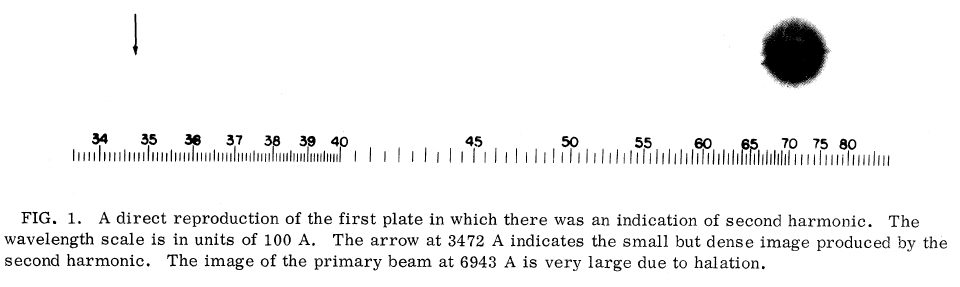 34 35 36 37 38 39 40 45 50 55 60 65 70 75 80
FIG. 1. A direct reproduction of the first plate in which there was an indication of second harmonic. The
wavelength scale is in units of 100 A. The arrow at 3472 A indicates the small but dense image produced by the
second harmonic. The image of the primary beam at 6943 A is very large due to halation.